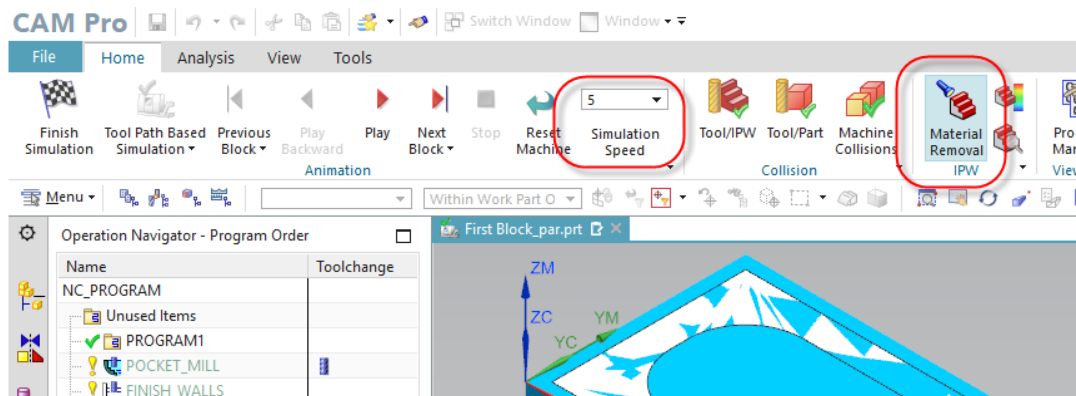 CAM Pro Switch Window Window
File Home Analysis View Tools
5
Finish Simulation
Tool Path Based Simulation
Previous Block
Play Backward
Play
Next Block
Stop
Reset Machine
Simulation Speed
Tool/IPW
Tool/Part
Machine Collisions
Material Removal
Animation Collision IPW
Menu Within Work Part O
Operation Navigator - Program Order
First Block_par.prt
Name Toolchange
NC_PROGRAM
Unused Items
PROGRAM1
POCKET_MILL
FINISH_WALLS
ZM
ZC
YM
YC